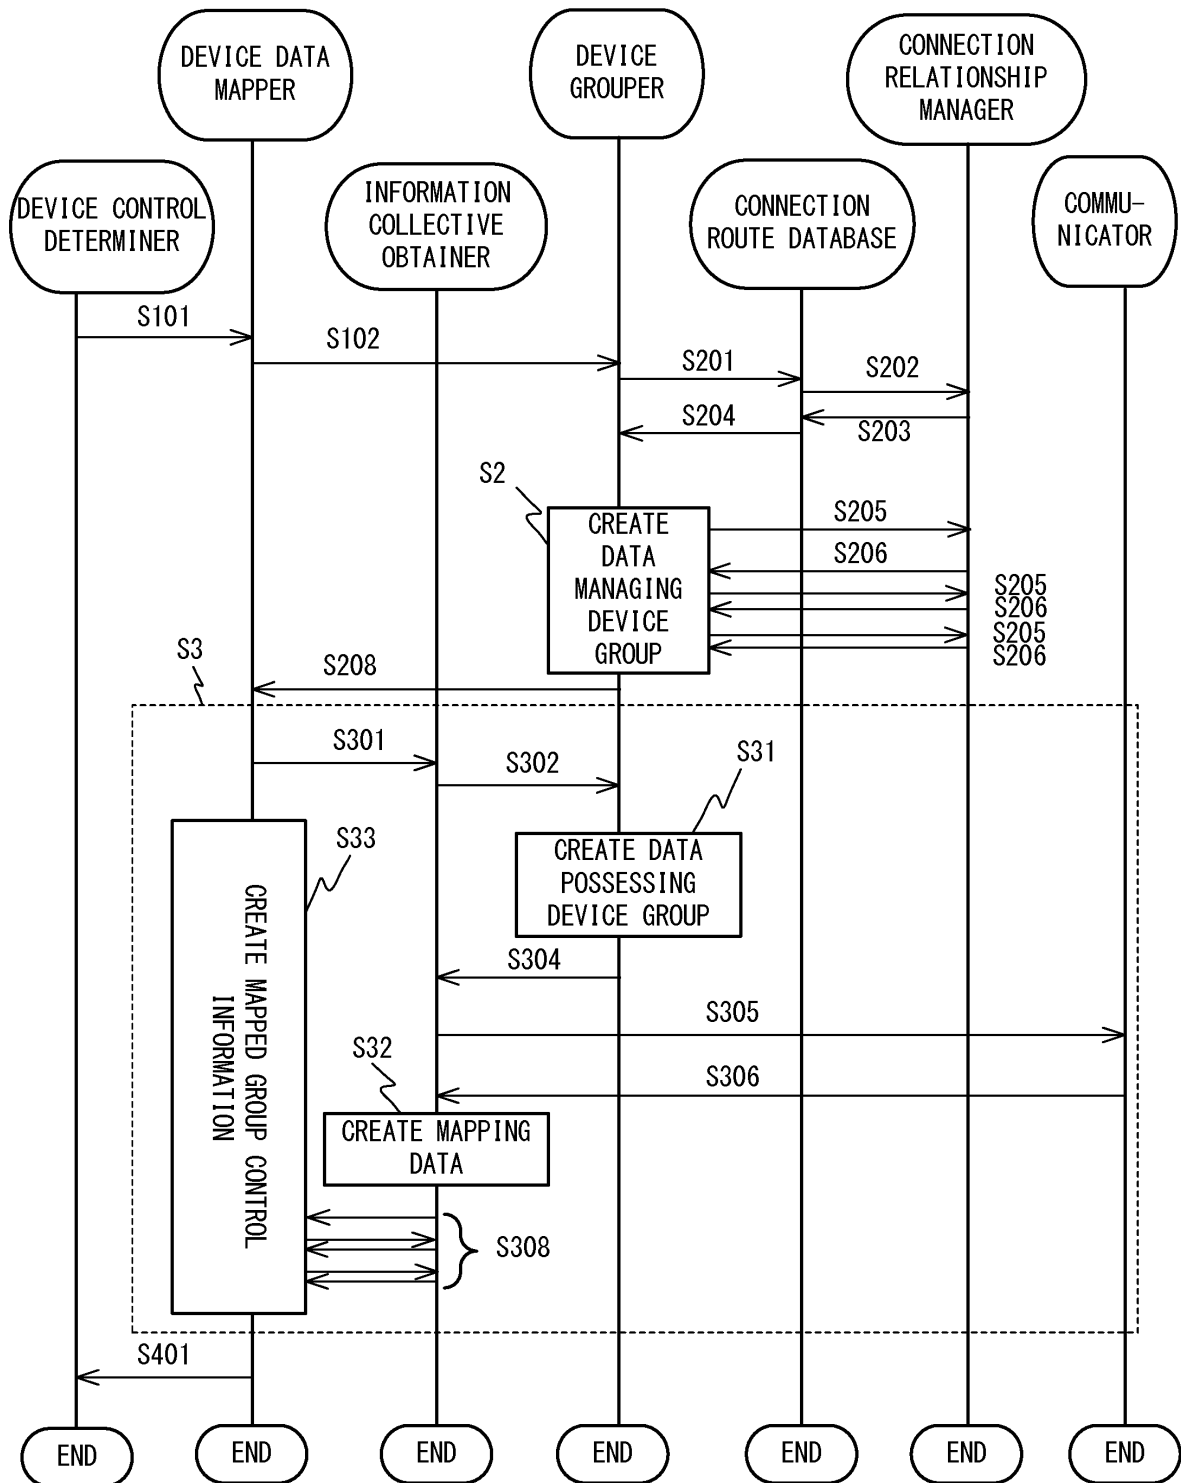 DEVICE DATA
MAPPER
DEVICE
GROUPER
CONNECTION
RELATIONSHIP
MANAGER
DEVICE CONTROL
DETERMINER
INFORMATION
COLLECTIVE
OBTAINER
CONNECTION
ROUTE DATABASE
COMMU-
NICATOR
S101
S102
S201
S202
S203
S204
S2
CREATE
DATA
MANAGING
DEVICE
GROUP
S205
S206
S205
S206
S205
S206
S208
S3
S301
S302
S31
CREATE DATA
POSSESSING
DEVICE GROUP
S33
CREATE MAPPED GROUP CONTROL
INFORMATION
S304
S305
S306
S32
CREATE MAPPING
DATA
S308
S401
END
END
END
END
END
END
END